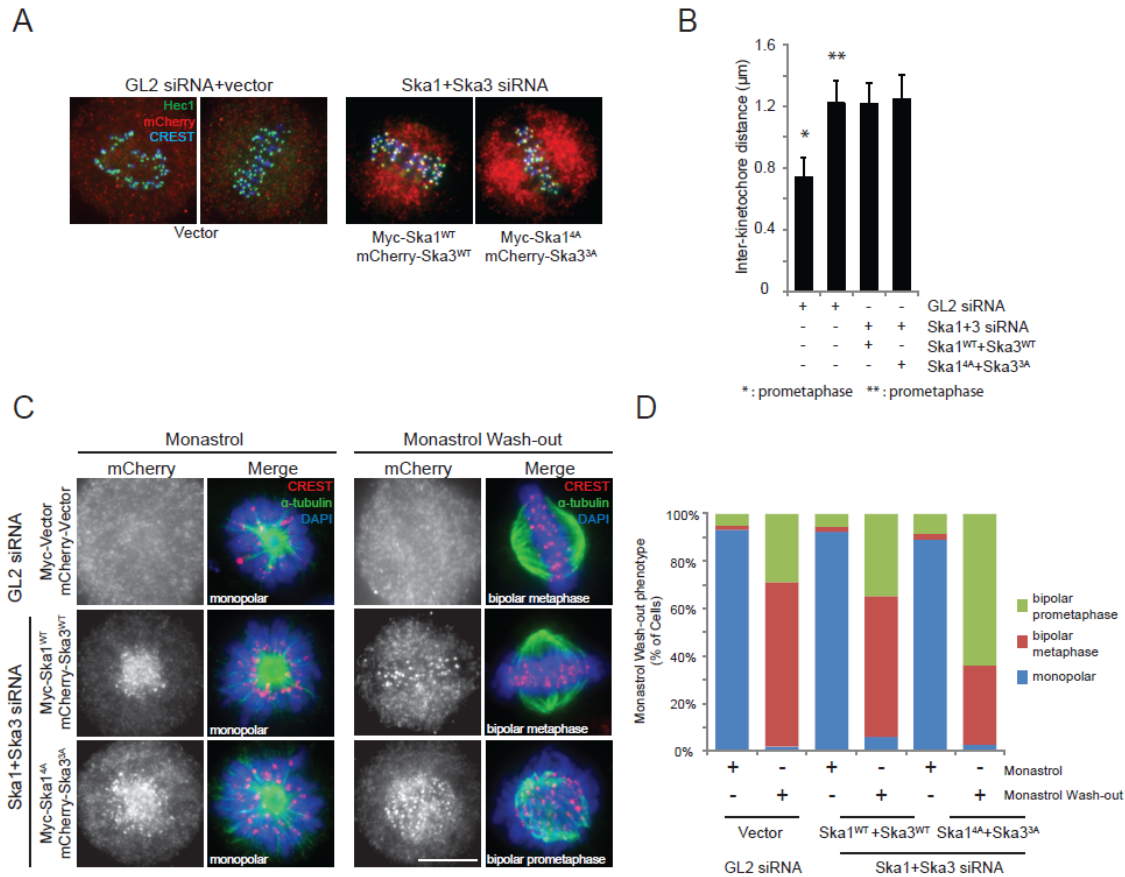 A
GL2 siRNA+vector
Ska1+Ska3 siRNA
Hec1
mCherry
CREST
Vector
Myc-Ska1WT
mCherry-Ska3WT
Myc-Ska14A
mCherry-Ska33A
B
Inter-kinetochore distance (µm)
1.6
1.2
0.8
0.4
0
*
**
+ + - - GL2 siRNA
- - + + Ska1+3 siRNA
- - + - Ska1WT+Ska3WT
- - - + Ska14A+Ska33A
* : prometaphase ** : prometaphase
C
Monastrol
Monastrol Wash-out
mCherry
Merge
mCherry
Merge
GL2 siRNA
Myc-Vector
mCherry-Vector
CREST
α-tubulin
DAPI
monopolar
CREST
α-tubulin
DAPI
bipolar metaphase
Ska1+Ska3 siRNA
Myc-Ska1WT
mCherry-Ska3WT
monopolar
bipolar metaphase
Myc-Ska14A
mCherry-Ska33A
monopolar
bipolar prometaphase
D
Monastrol Wash-out phenotype
(% of Cells)
100%
80%
60%
40%
20%
0%
bipolar
prometaphase
bipolar
metaphase
monopolar
+ - + - + - Monastrol
- + - + - + Monastrol Wash-out
Vector
Ska1WT+Ska3WT
Ska14A+Ska33A
GL2 siRNA
Ska1+Ska3 siRNA